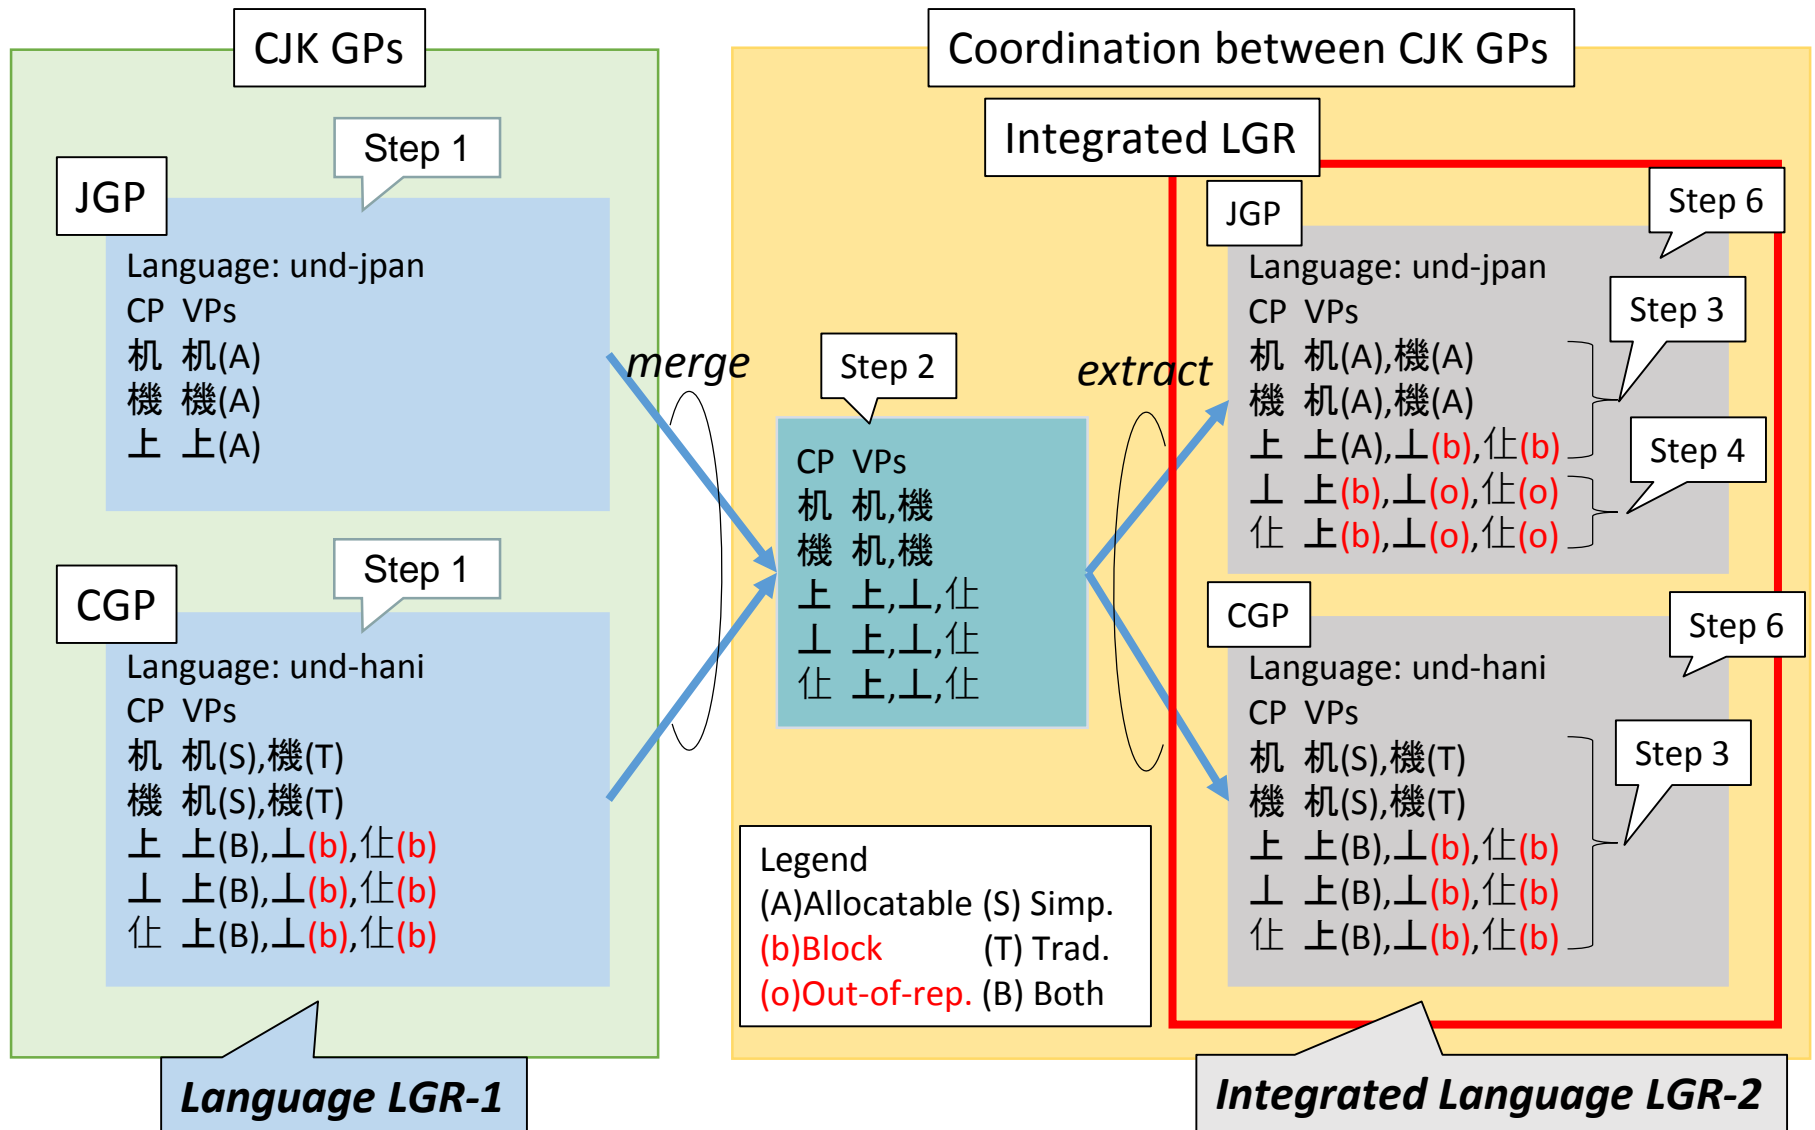 CJK GPs
Step 1
JGP
Language: und-jpan
CP VPs
机 机(A)
機 機(A)
上 上(A)
Step 1
CGP
Language: und-hani
CP VPs
机 机(S),機(T)
機 机(S),機(T)
上 上(B),丄(b),仩(b)
丄 上(B),丄(b),仩(b)
仩 上(B),丄(b),仩(b)
Language LGR-1
merge
Coordination between CJK GPs
Step 2
CP VPs
机 机,機
機 机,機
上 上,丄,仩
丄 上,丄,仩
仩 上,丄,仩
extract
Legend
(A)Allocatable (S) Simp.
(b)Block (T) Trad.
(o)Out-of-rep. (B) Both
Integrated LGR
JGP
Step 6
Language: und-jpan
CP VPs
机 机(A),機(A)
機 机(A),機(A)
上 上(A),丄(b),仩(b)
丄 上(b),丄(o),仩(o)
仩 上(b),丄(o),仩(o)
Step 3
Step 4
CGP
Step 6
Language: und-hani
CP VPs
机 机(S),機(T)
機 机(S),機(T)
上 上(B),丄(b),仩(b)
丄 上(B),丄(b),仩(b)
仩 上(B),丄(b),仩(b)
Step 3
Integrated Language LGR-2